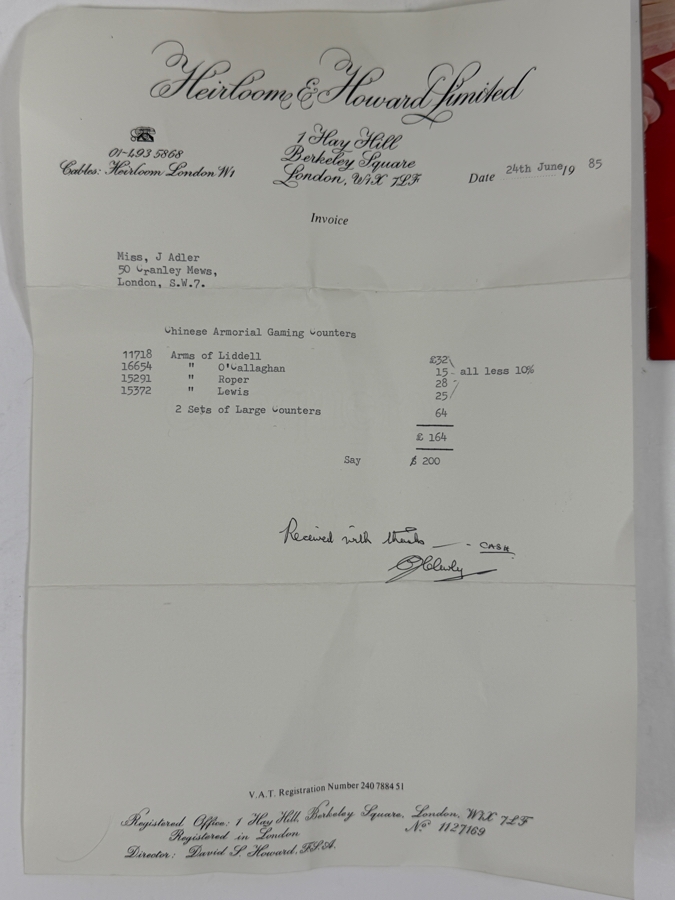 Heirloom & Howard Limited
01-493 5868
Cables: Heirloom London W1
1 Hay Hill
Berkeley Square
London, W1X 7LF
Date 24th June, 19 85
Invoice
Miss, J Adler
50 Cranley Mews,
London, S.W.7.
Chinese Armorial Gaming Counters
11718 Arms of Liddell £32
16654 " O'Callaghan 15 - all less 10%
15291 " Roper 28
15372 " Lewis 25
2 Sets of Large Counters 64
£ 164
Say $ 200
Received with thanks — - CASH
V.A.T. Registration Number 240 7884 51
Registered Office: 1 Hay Hill, Berkeley Square, London, W1X 7LF
Registered in London Nº 1127169
Director: David S. Howard, F.S.A.